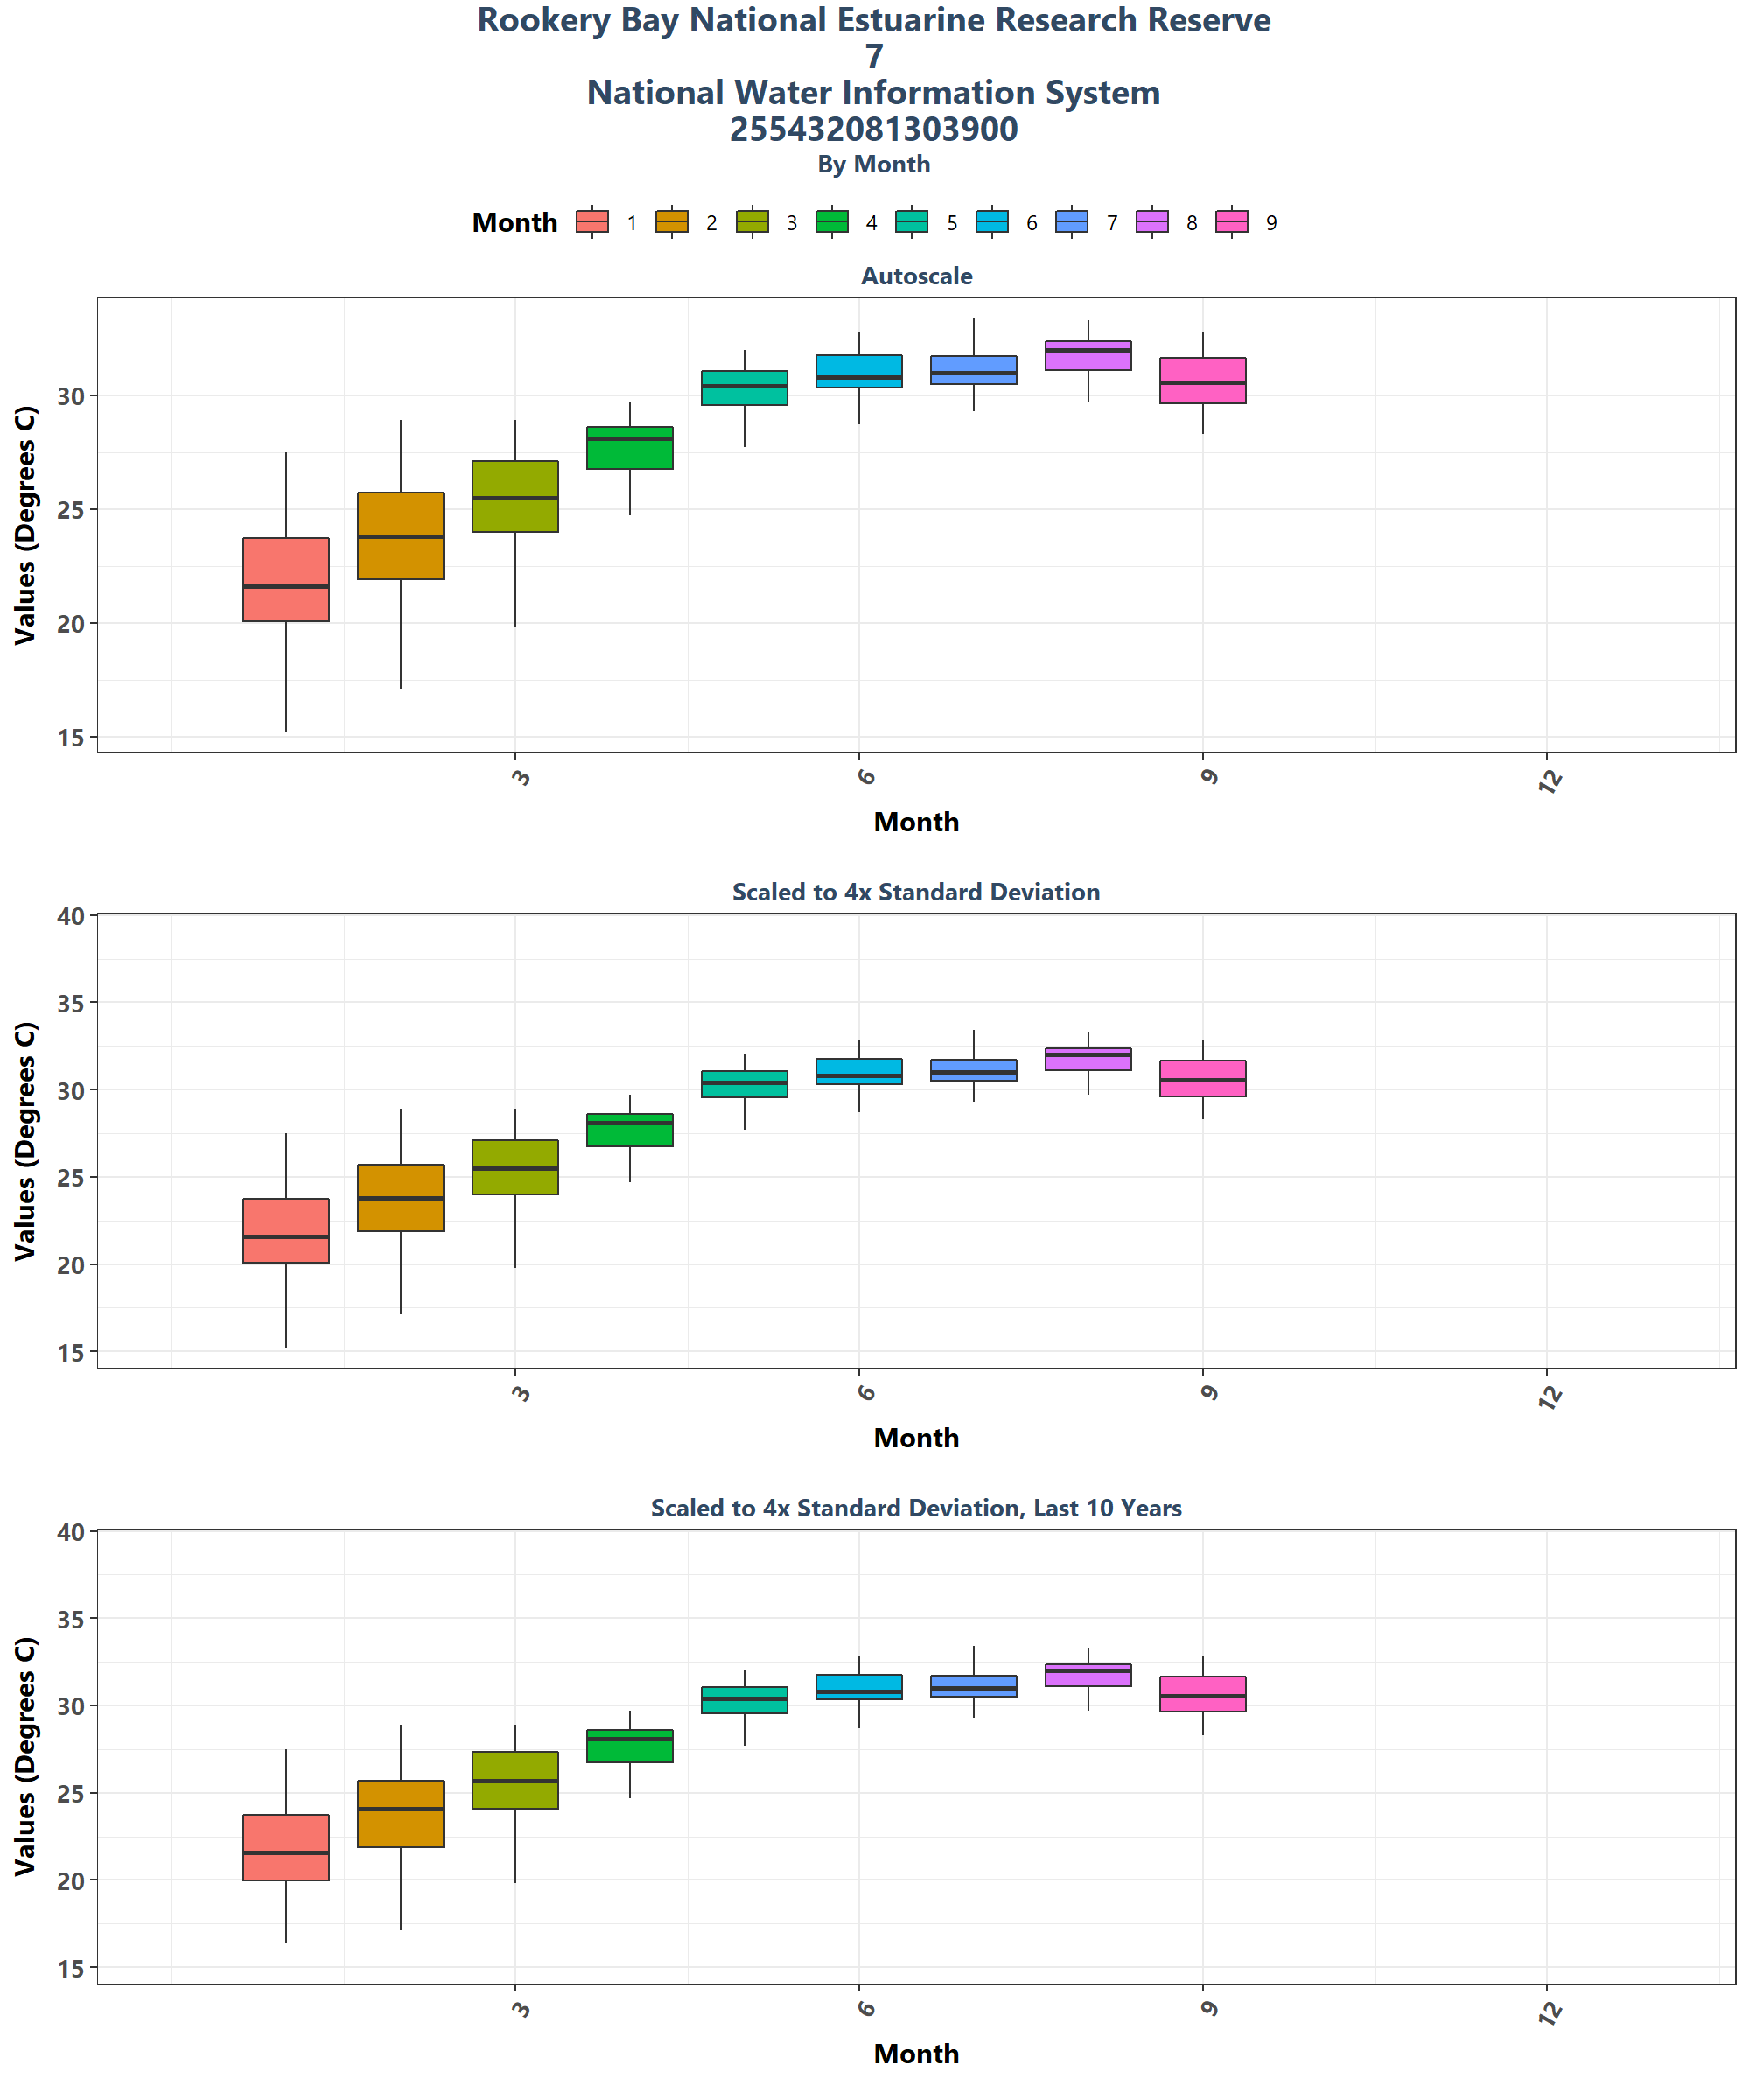 Rookery Bay National Estuarine Research Reserve
7
National Water Information System
255432081303900
By Month
Month 1 2 3 4 5 6 7 8 9
Autoscale
Values (Degrees C)
30
25
20
15
3 6 9 12
Month
Scaled to 4x Standard Deviation
Values (Degrees C)
40
35
30
25
20
15
3 6 9 12
Month
Scaled to 4x Standard Deviation, Last 10 Years
Values (Degrees C)
40
35
30
25
20
15
3 6 9 12
Month